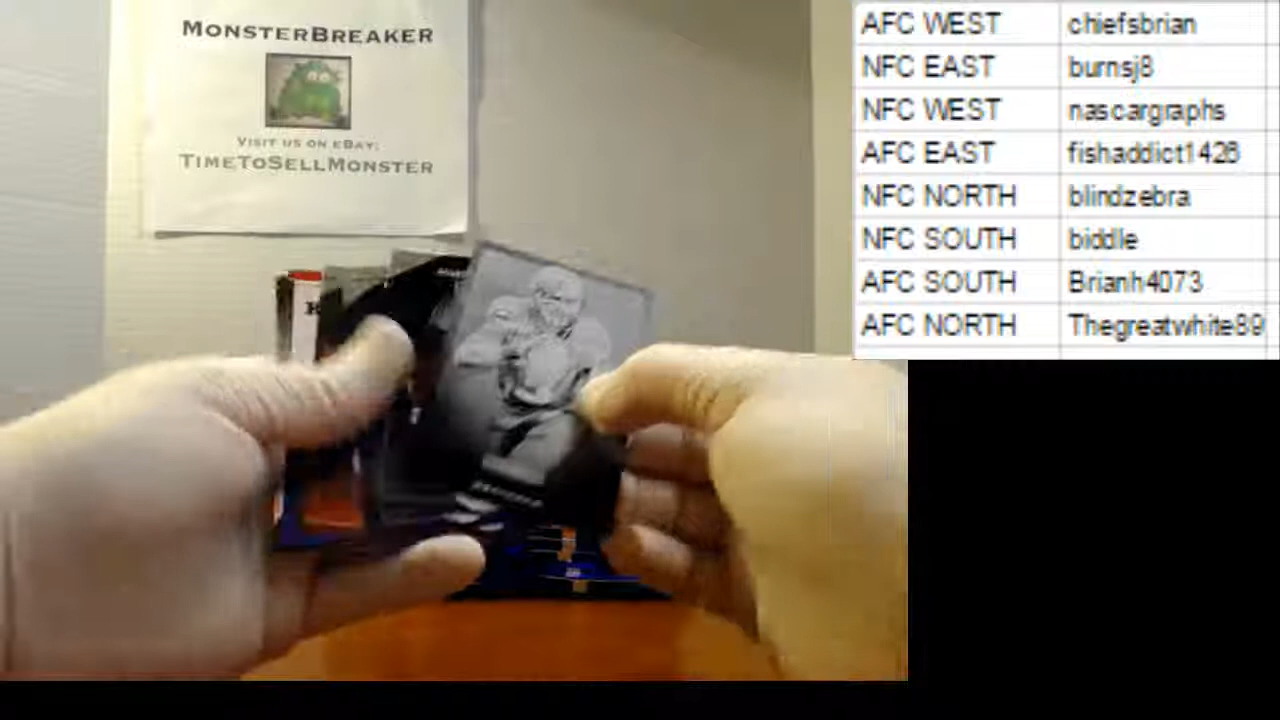 MONSTERBREAKER
VISIT US ON EBAY:
TIMETOSELLMONSTER
AFC WEST chiefsbrian
NFC EAST burnsj8
NFC WEST nascargraphs
AFC EAST fishaddict1426
NFC NORTH blindzebra
NFC SOUTH biddle
AFC SOUTH Brianh4073
AFC NORTH Thegreatwhite89